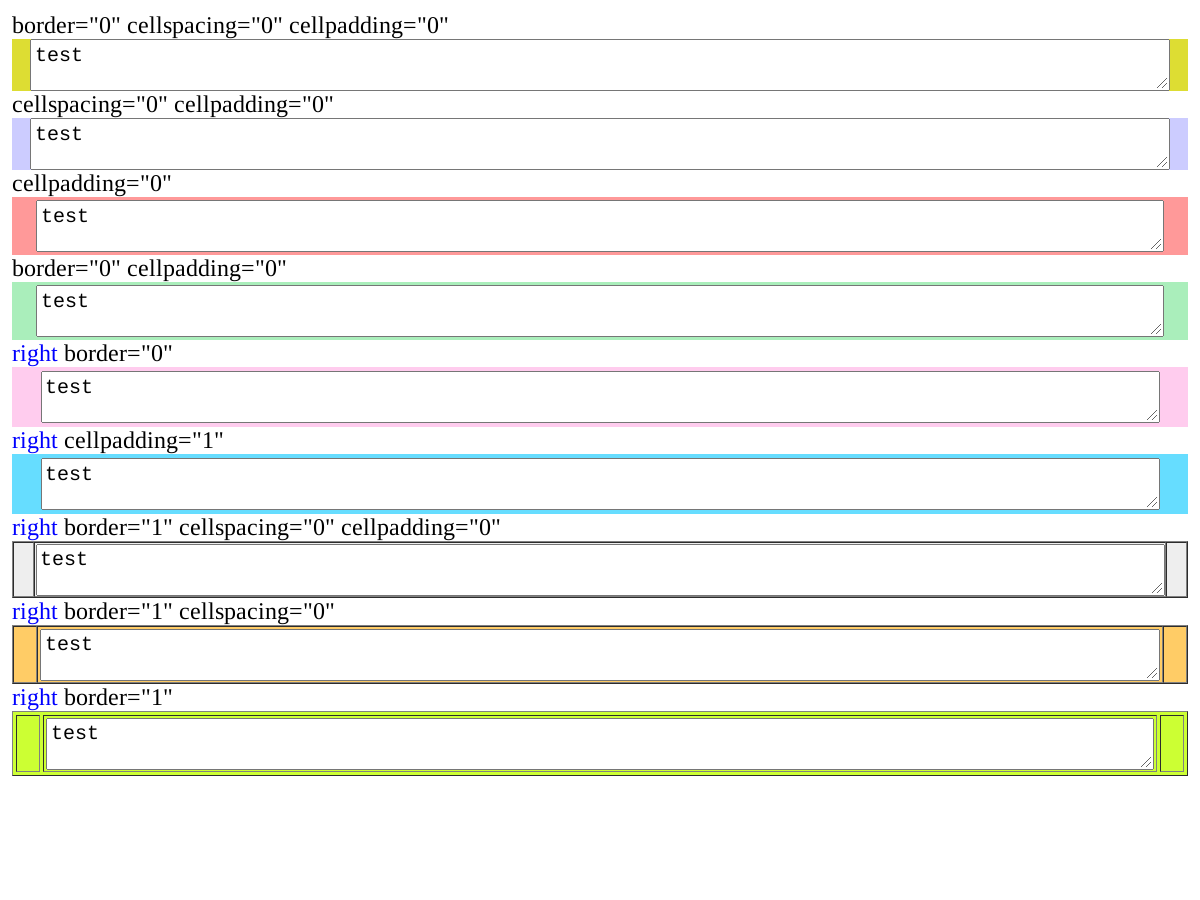 border="0" cellspacing="0" cellpadding="0"
test
cellspacing="0" cellpadding="0"
test
cellpadding="0"
test
border="0" cellpadding="0"
test
right border="0"
test
right cellpadding="1"
test
right border="1" cellspacing="0" cellpadding="0"
test
right border="1" cellspacing="0"
test
right border="1"
test